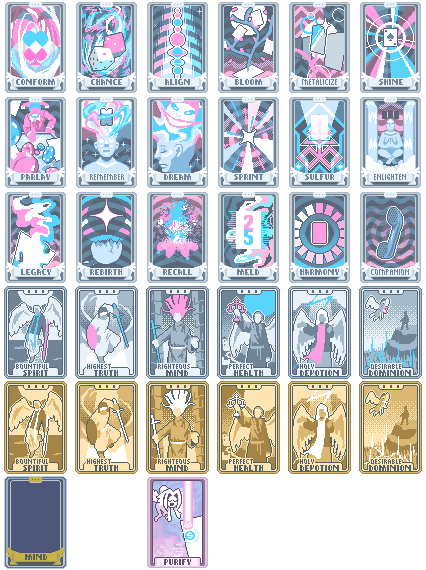 CONFORM
CHANCE
ALIGN
BLOOM
METALICIZE
SHINE
PARLAY
REMEMBER
DREAM
SPRINT
SULFUR
ENLIGHTEN
LEGACY
REBIRTH
RECALL
25
MELD
HARMONY
COMPANION
BOUNTIFUL
SPIRIT
HIGHEST
TRUTH
RIGHTEOUS
MIND
PERFECT
HEALTH
HOLY
DEVOTION
DESIRABLE
DOMINION
BOUNTIFUL
SPIRIT
HIGHEST
TRUTH
RIGHTEOUS
MIND
PERFECT
HEALTH
HOLY
DEVOTION
DESIRABLE
DOMINION
MIND
PURIFY